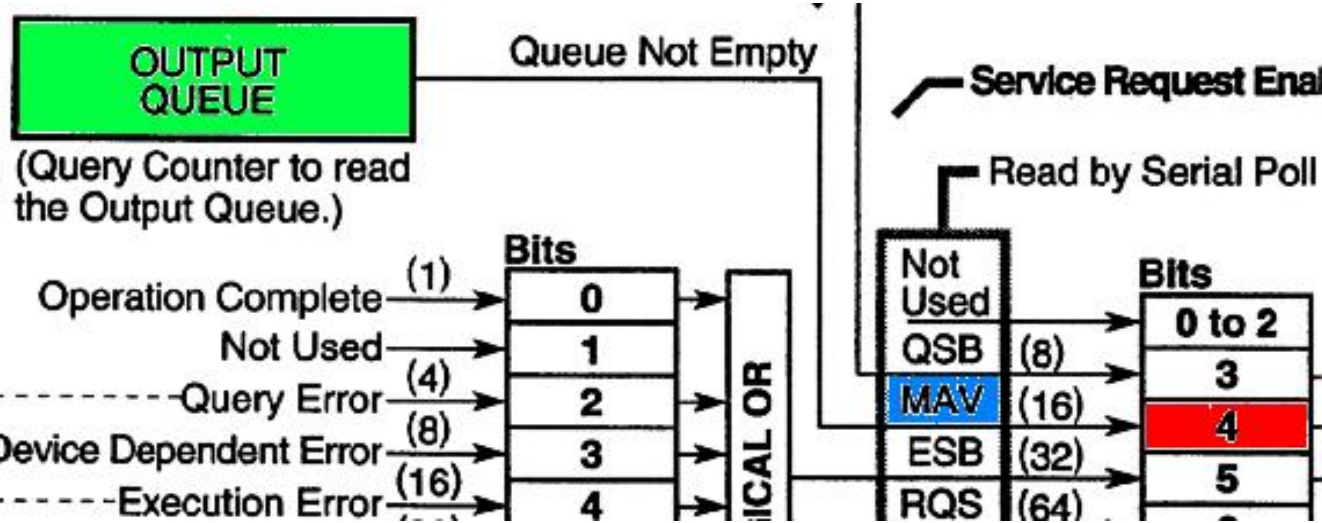 OUTPUT
QUEUE
Queue Not Empty
Service Request
(Query Counter to read
the Output Queue.)
Read by Serial Poll
Bits
Operation Complete (1) 0
Not Used 1
Query Error (4) 2
Device Dependent Error (8) 3
Execution Error (16) 4
OR
Not
Used
QSB (8)
MAV (16)
ESB (32)
RQS (64)
Bits
0 to 2
3
4
5